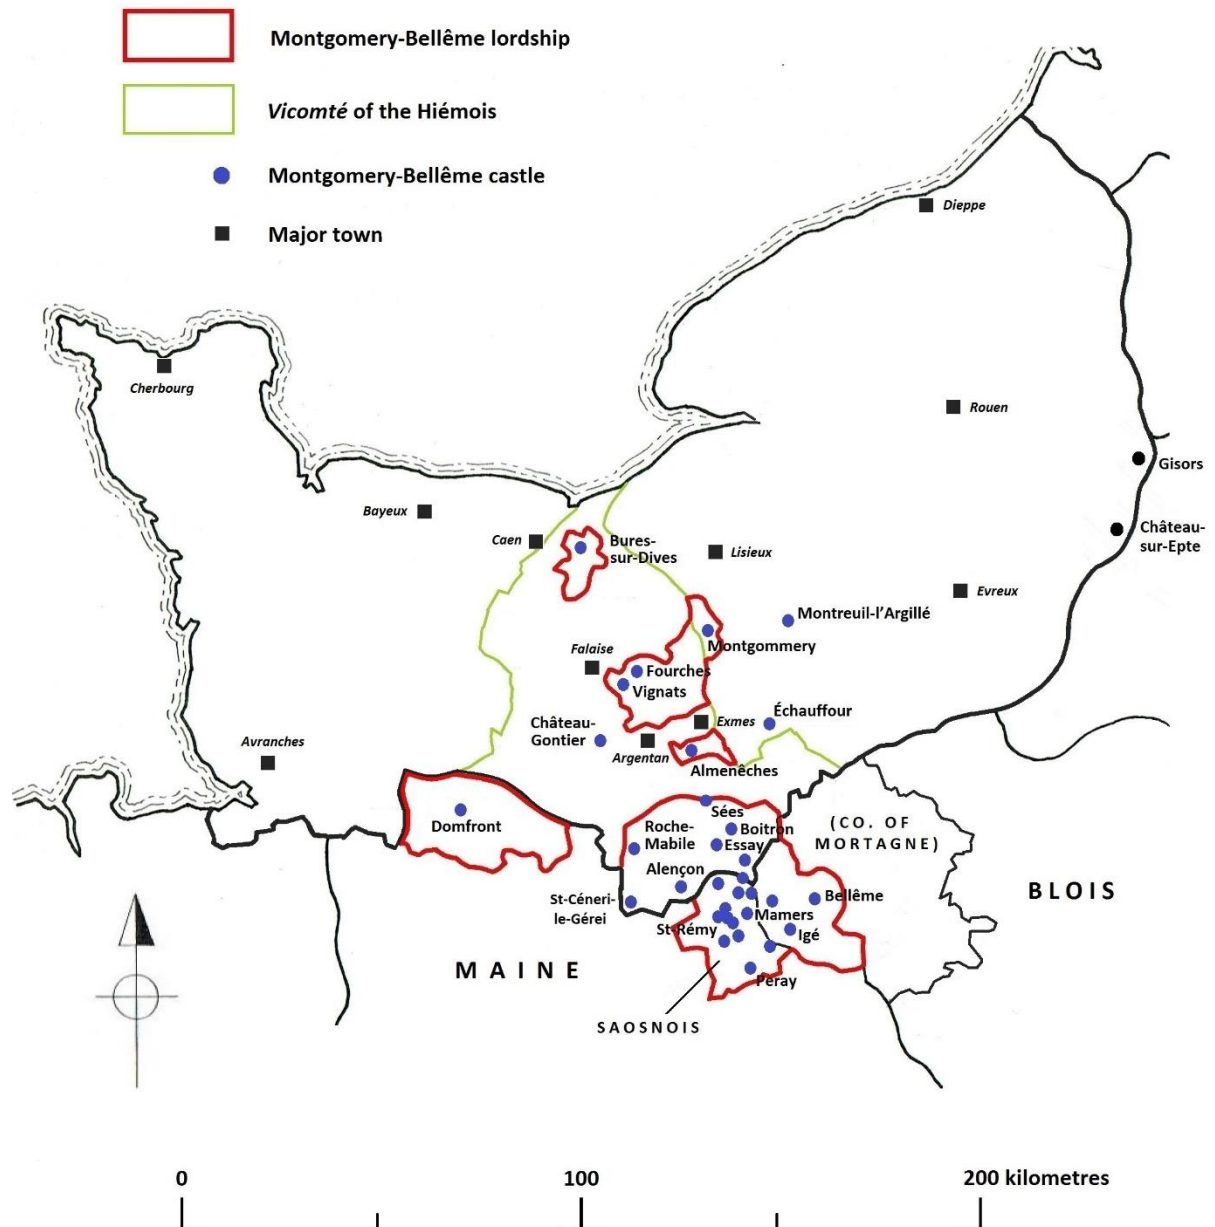 Montgomery-Bellême lordship
Vicomté of the Hiémois
Montgomery-Bellême castle
Major town
Dieppe
Cherbourg
Rouen
Gisors
Bayeux
Château-
sur-Epte
Caen
Bures-
sur-Dives
Lisieux
Evreux
Montreuil-l’Argillé
Montgommery
Falaise
Fourches
Vignats
Échauffour
Château-
Gontier
Exmes
Avranches
Argentan
Almenêches
Domfront
Sées
Roche-
Mabile
Boitron
Essay
(CO. OF
MORTAGNE)
Alençon
BLOIS
St-Céneri-
le-Gérei
Bellême
Mamers
St-Rémy
Igé
MAINE
Peray
SAOSNOIS
0
100
200 kilometres